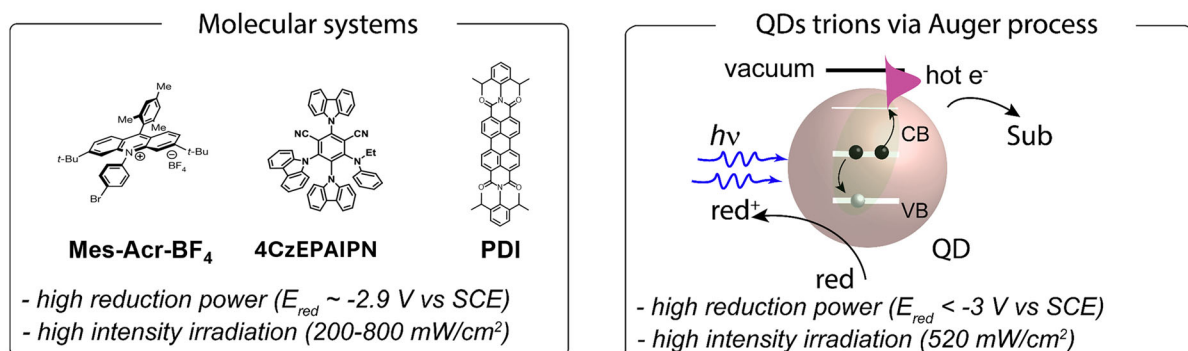 Molecular systems
Me
Me
Me
t-Bu
t-Bu
N
+
⊖
BF4
Br
Mes-Acr-BF4
N
NC
CN
Et
N
N
N
4CzEPAIPN
N
O
O
O
O
N
PDI
- high reduction power (Ered ~ -2.9 V vs SCE)
- high intensity irradiation (200-800 mW/cm²)
QDs trions via Auger process
vacuum
hot e-
hν
CB
Sub
red+
VB
QD
red
- high reduction power (Ered < -3 V vs SCE)
- high intensity irradiation (520 mW/cm²)